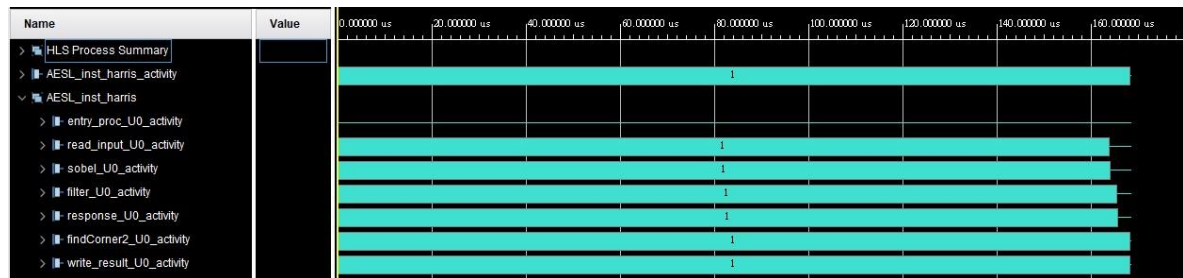 Name Value 0.000000 us 20.000000 us 40.000000 us 60.000000 us 80.000000 us 100.000000 us 120.000000 us 140.000000 us 160.000000 us
HLS Process Summary
AESL_inst_harris_activity 1
AESL_inst_harris
entry_proc_U0_activity
read_input_U0_activity 1
sobel_U0_activity 1
filter_U0_activity 1
response_U0_activity 1
findCorner2_U0_activity 1
write_result_U0_activity 1